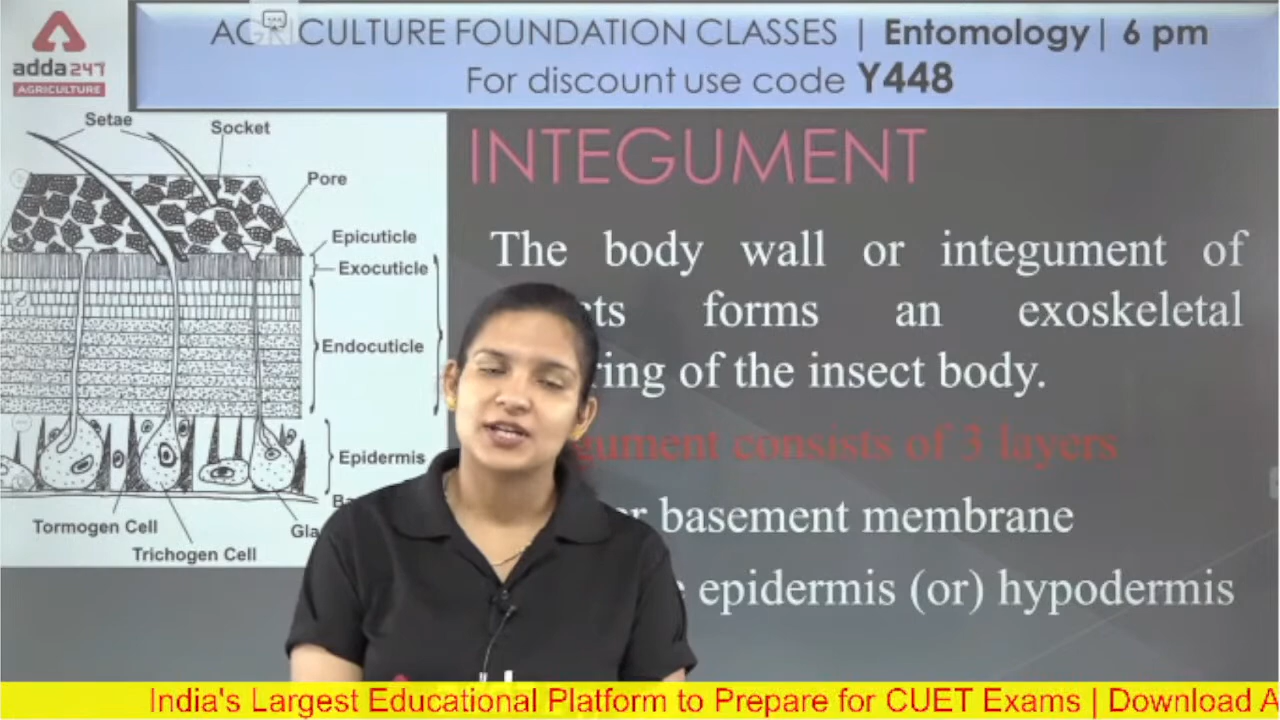 AG CULTURE FOUNDATION CLASSES | Entomology| 6 pm
For discount use code Y448
adda247
AGRICULTURE
Setae
Socket
Pore
Epicuticle
Exocuticle
Endocuticle
Epidermis
Tormogen Cell
Trichogen Cell
INTEGUMENT
The body wall or integument of
forms an exoskeletal
of the insect body.
consists of 3 layers
basement membrane
epidermis (or) hypodermis
India's Largest Educational Platform to Prepare for CUET Exams | Download A